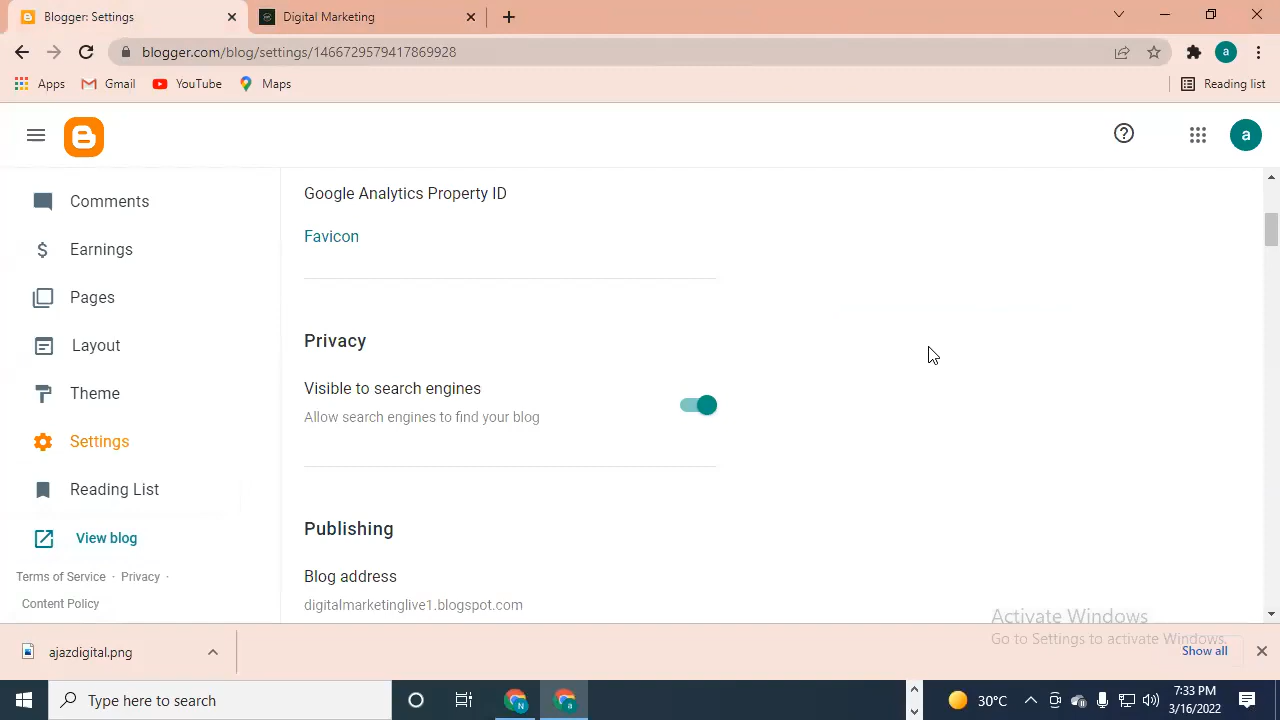 Blogger: Settings
Digital Marketing
blogger.com/blog/settings/1466729579417869928
a
Apps
Gmail
YouTube
Maps
Reading list
a
Comments
Earnings
Pages
Layout
Theme
Settings
Reading List
View blog
Terms of Service · Privacy ·
Content Policy
Google Analytics Property ID
Favicon
Privacy
Visible to search engines
Allow search engines to find your blog
Publishing
Blog address
digitalmarketinglive1.blogspot.com
Activate Windows
Go to Settings to activate Windows.
ajazdigital.png
Show all
Type here to search
N
a
30°C
7:33 PM
3/16/2022